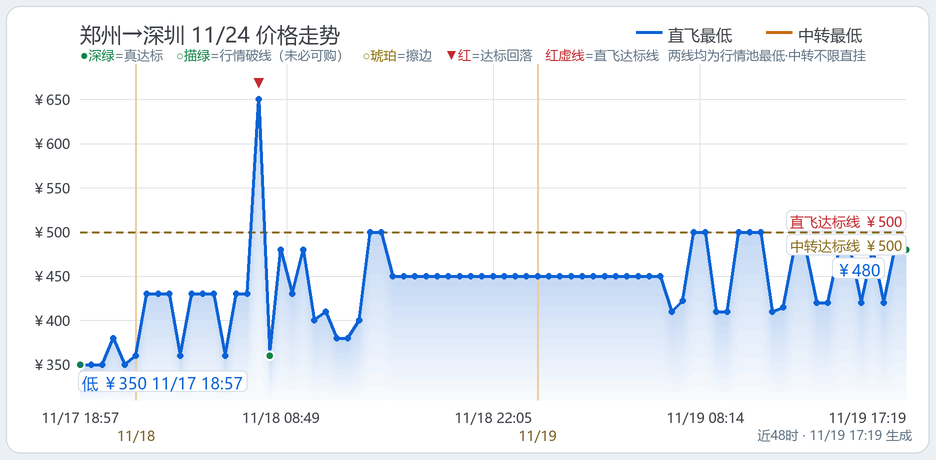 郑州→深圳 11/24 价格走势
直飞最低 中转最低
●深绿=真达标 ○描绿=行情破线（未必可购） ○琥珀=擦边 ▼红=达标回落 红虚线=直飞达标线 两线均为行情池最低·中转不限直挂
¥650
¥600
¥550
¥500
¥450
¥400
¥350
直飞达标线 ¥500
中转达标线 ¥500
¥480
低 ¥350 11/17 18:57
11/17 18:57 11/18 08:49 11/18 22:05 11/19 08:14 11/19 17:19
11/18 11/19
近48时 · 11/19 17:19 生成